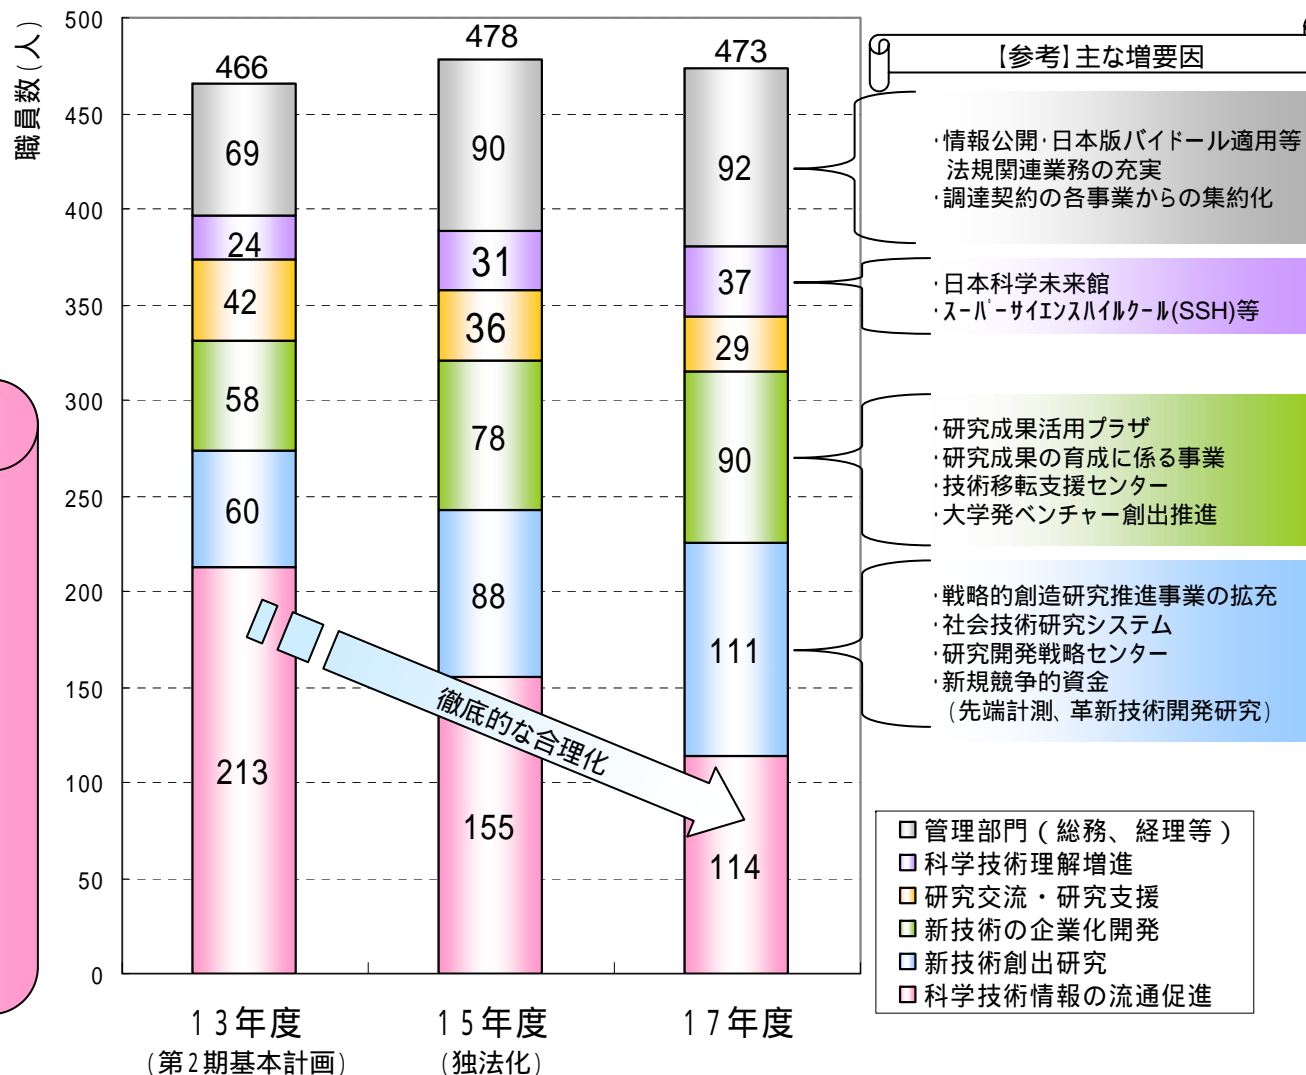 職員数(人)
500
450
400
350
300
250
200
150
100
50
0
466
69
24
42
58
60
213
478
90
31
36
78
88
155
473
92
37
29
90
111
114
徹底的な合理化
13年度
(第2期基本計画)
15年度
(独法化)
17年度
【参考】主な増要因
・情報公開・日本版バイドール適用等
法規関連業務の充実
・調達契約の各事業からの集約化
・日本科学未来館
・スーパーサイエンスハイルクール(SSH)等
・研究成果活用プラザ
・研究成果の育成に係る事業
・技術移転支援センター
・大学発ベンチャー創出推進
・戦略的創造研究推進事業の拡充
・社会技術研究システム
・研究開発戦略センター
・新規競争的資金
(先端計測、革新技術開発研究)
管理部門(総務、経理等)
科学技術理解増進
研究交流・研究支援
新技術の企業化開発
新技術創出研究
科学技術情報の流通促進